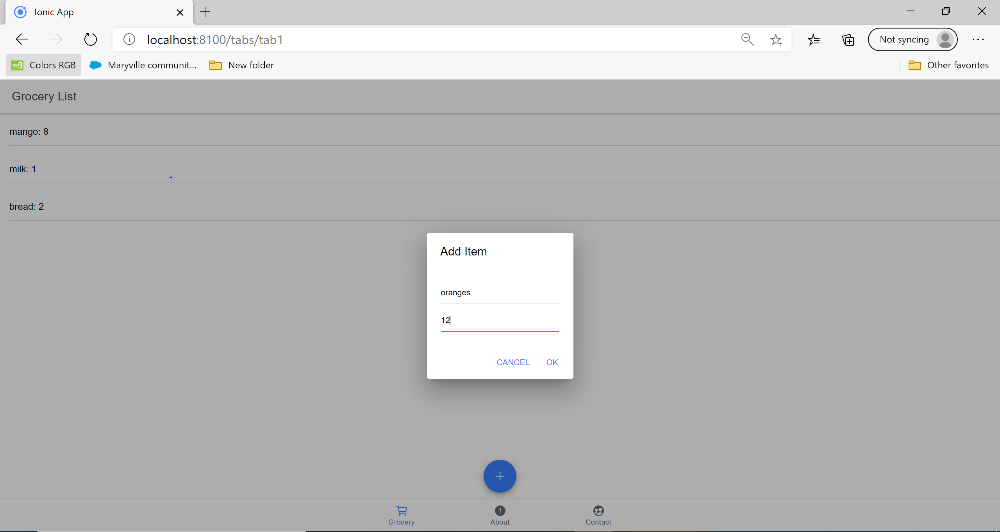 Ionic App
localhost:8100/tabs/tab1
Not syncing
Colors RGB
Maryville communit...
New folder
Other favorites
Grocery List
mango: 8
milk: 1
bread: 2
Add Item
oranges
12
CANCEL OK
Grocery
About
Contact